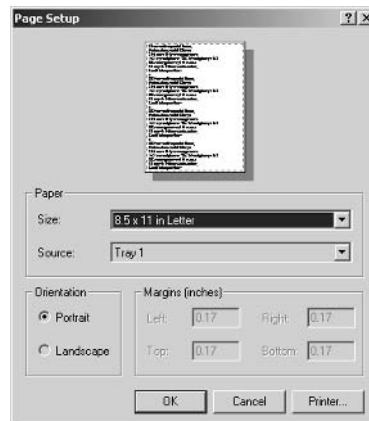 Page Setup
Paper
Size: 8.5 x 11 in Letter
Source: Tray 1
Orientation
Portrait
Landscape
Margins (inches)
Left: 0.17 Right: 0.17
Top: 0.17 Bottom: 0.17
OK Cancel Printer...